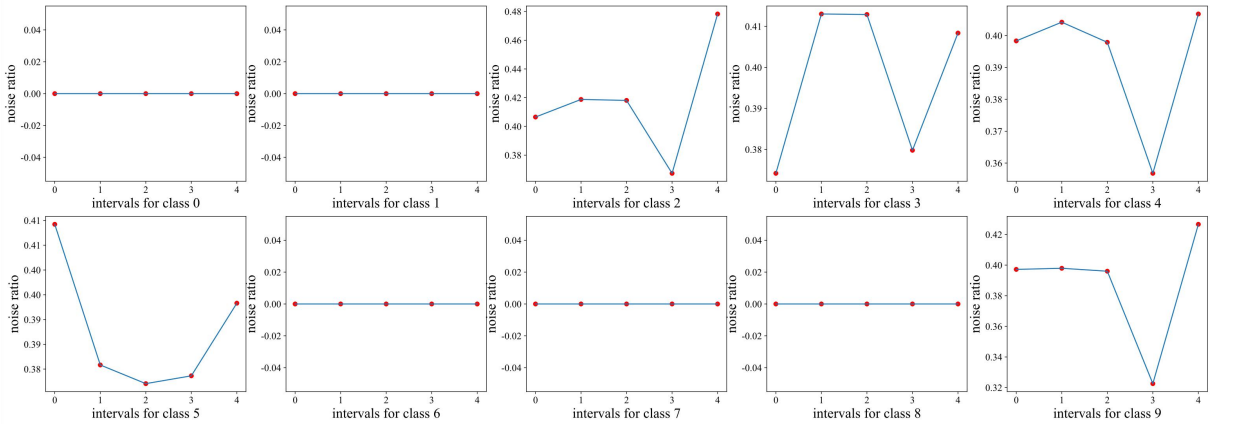 noise ratio
0.04
0.02
0.00
-0.02
-0.04
0 1 2 3 4
intervals for class 0
noise ratio
0.04
0.02
0.00
-0.02
-0.04
0 1 2 3 4
intervals for class 1
noise ratio
0.48
0.46
0.44
0.42
0.40
0.38
0 1 2 3 4
intervals for class 2
noise ratio
0.41
0.40
0.39
0.38
0 1 2 3 4
intervals for class 3
noise ratio
0.40
0.39
0.38
0.37
0.36
0 1 2 3 4
intervals for class 4
noise ratio
0.41
0.41
0.40
0.40
0.39
0.39
0.38
0 1 2 3 4
intervals for class 5
noise ratio
0.04
0.02
0.00
-0.02
-0.04
0 1 2 3 4
intervals for class 6
noise ratio
0.04
0.02
0.00
-0.02
-0.04
0 1 2 3 4
intervals for class 7
noise ratio
0.04
0.02
0.00
-0.02
-0.04
0 1 2 3 4
intervals for class 8
noise ratio
0.42
0.40
0.38
0.36
0.34
0.32
0 1 2 3 4
intervals for class 9